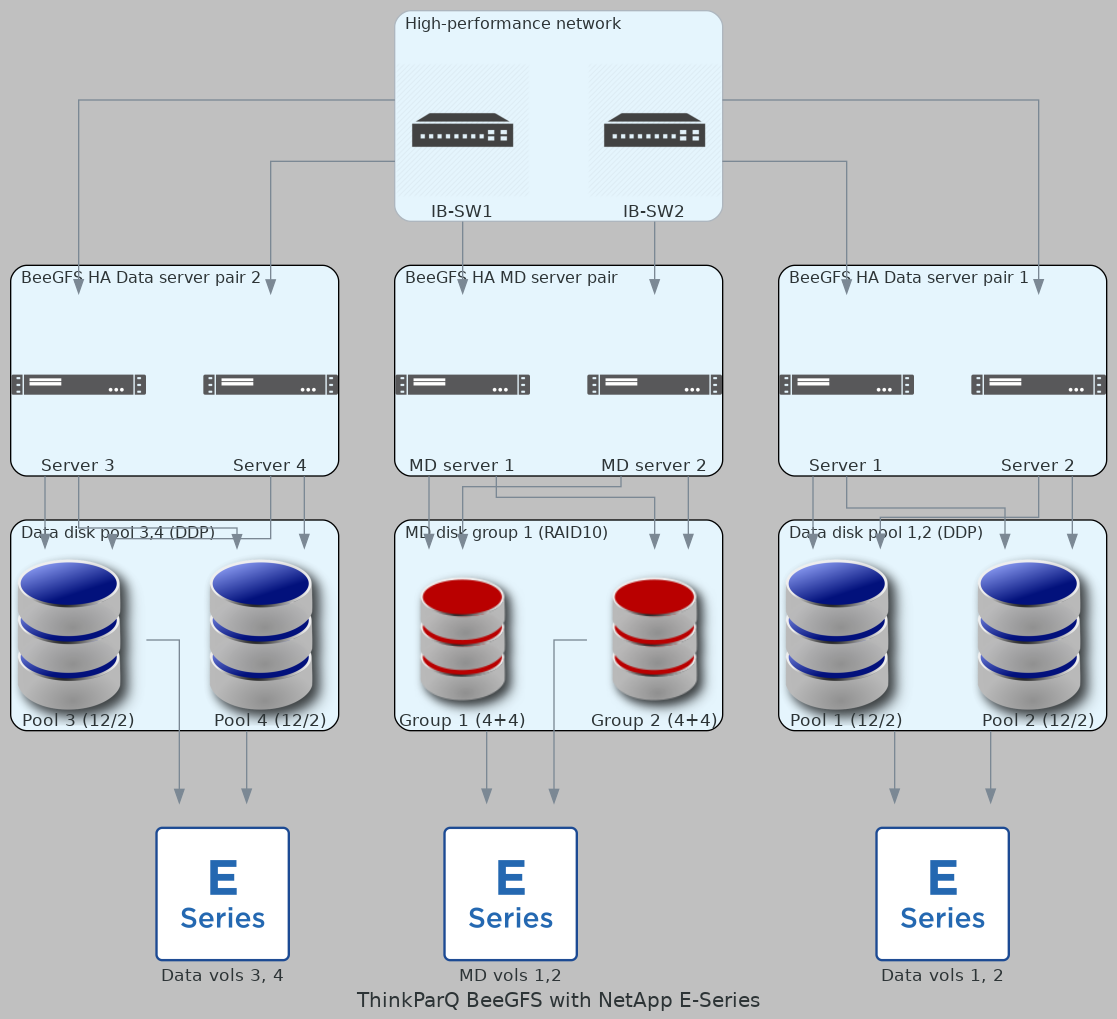 High-performance network
IB-SW1
IB-SW2
BeeGFS HA Data server pair 2
BeeGFS HA MD server pair
BeeGFS HA Data server pair 1
Server 3
Server 4
MD server 1
MD server 2
Server 1
Server 2
Data disk pool 3,4 (DDP)
MD disk group 1 (RAID10)
Data disk pool 1,2 (DDP)
Pool 3 (12/2)
Pool 4 (12/2)
Group 1 (4+4)
Group 2 (4+4)
Pool 1 (12/2)
Pool 2 (12/2)
E
Series
E
Series
E
Series
Data vols 3, 4
MD vols 1,2
Data vols 1, 2
ThinkParQ BeeGFS with NetApp E-Series